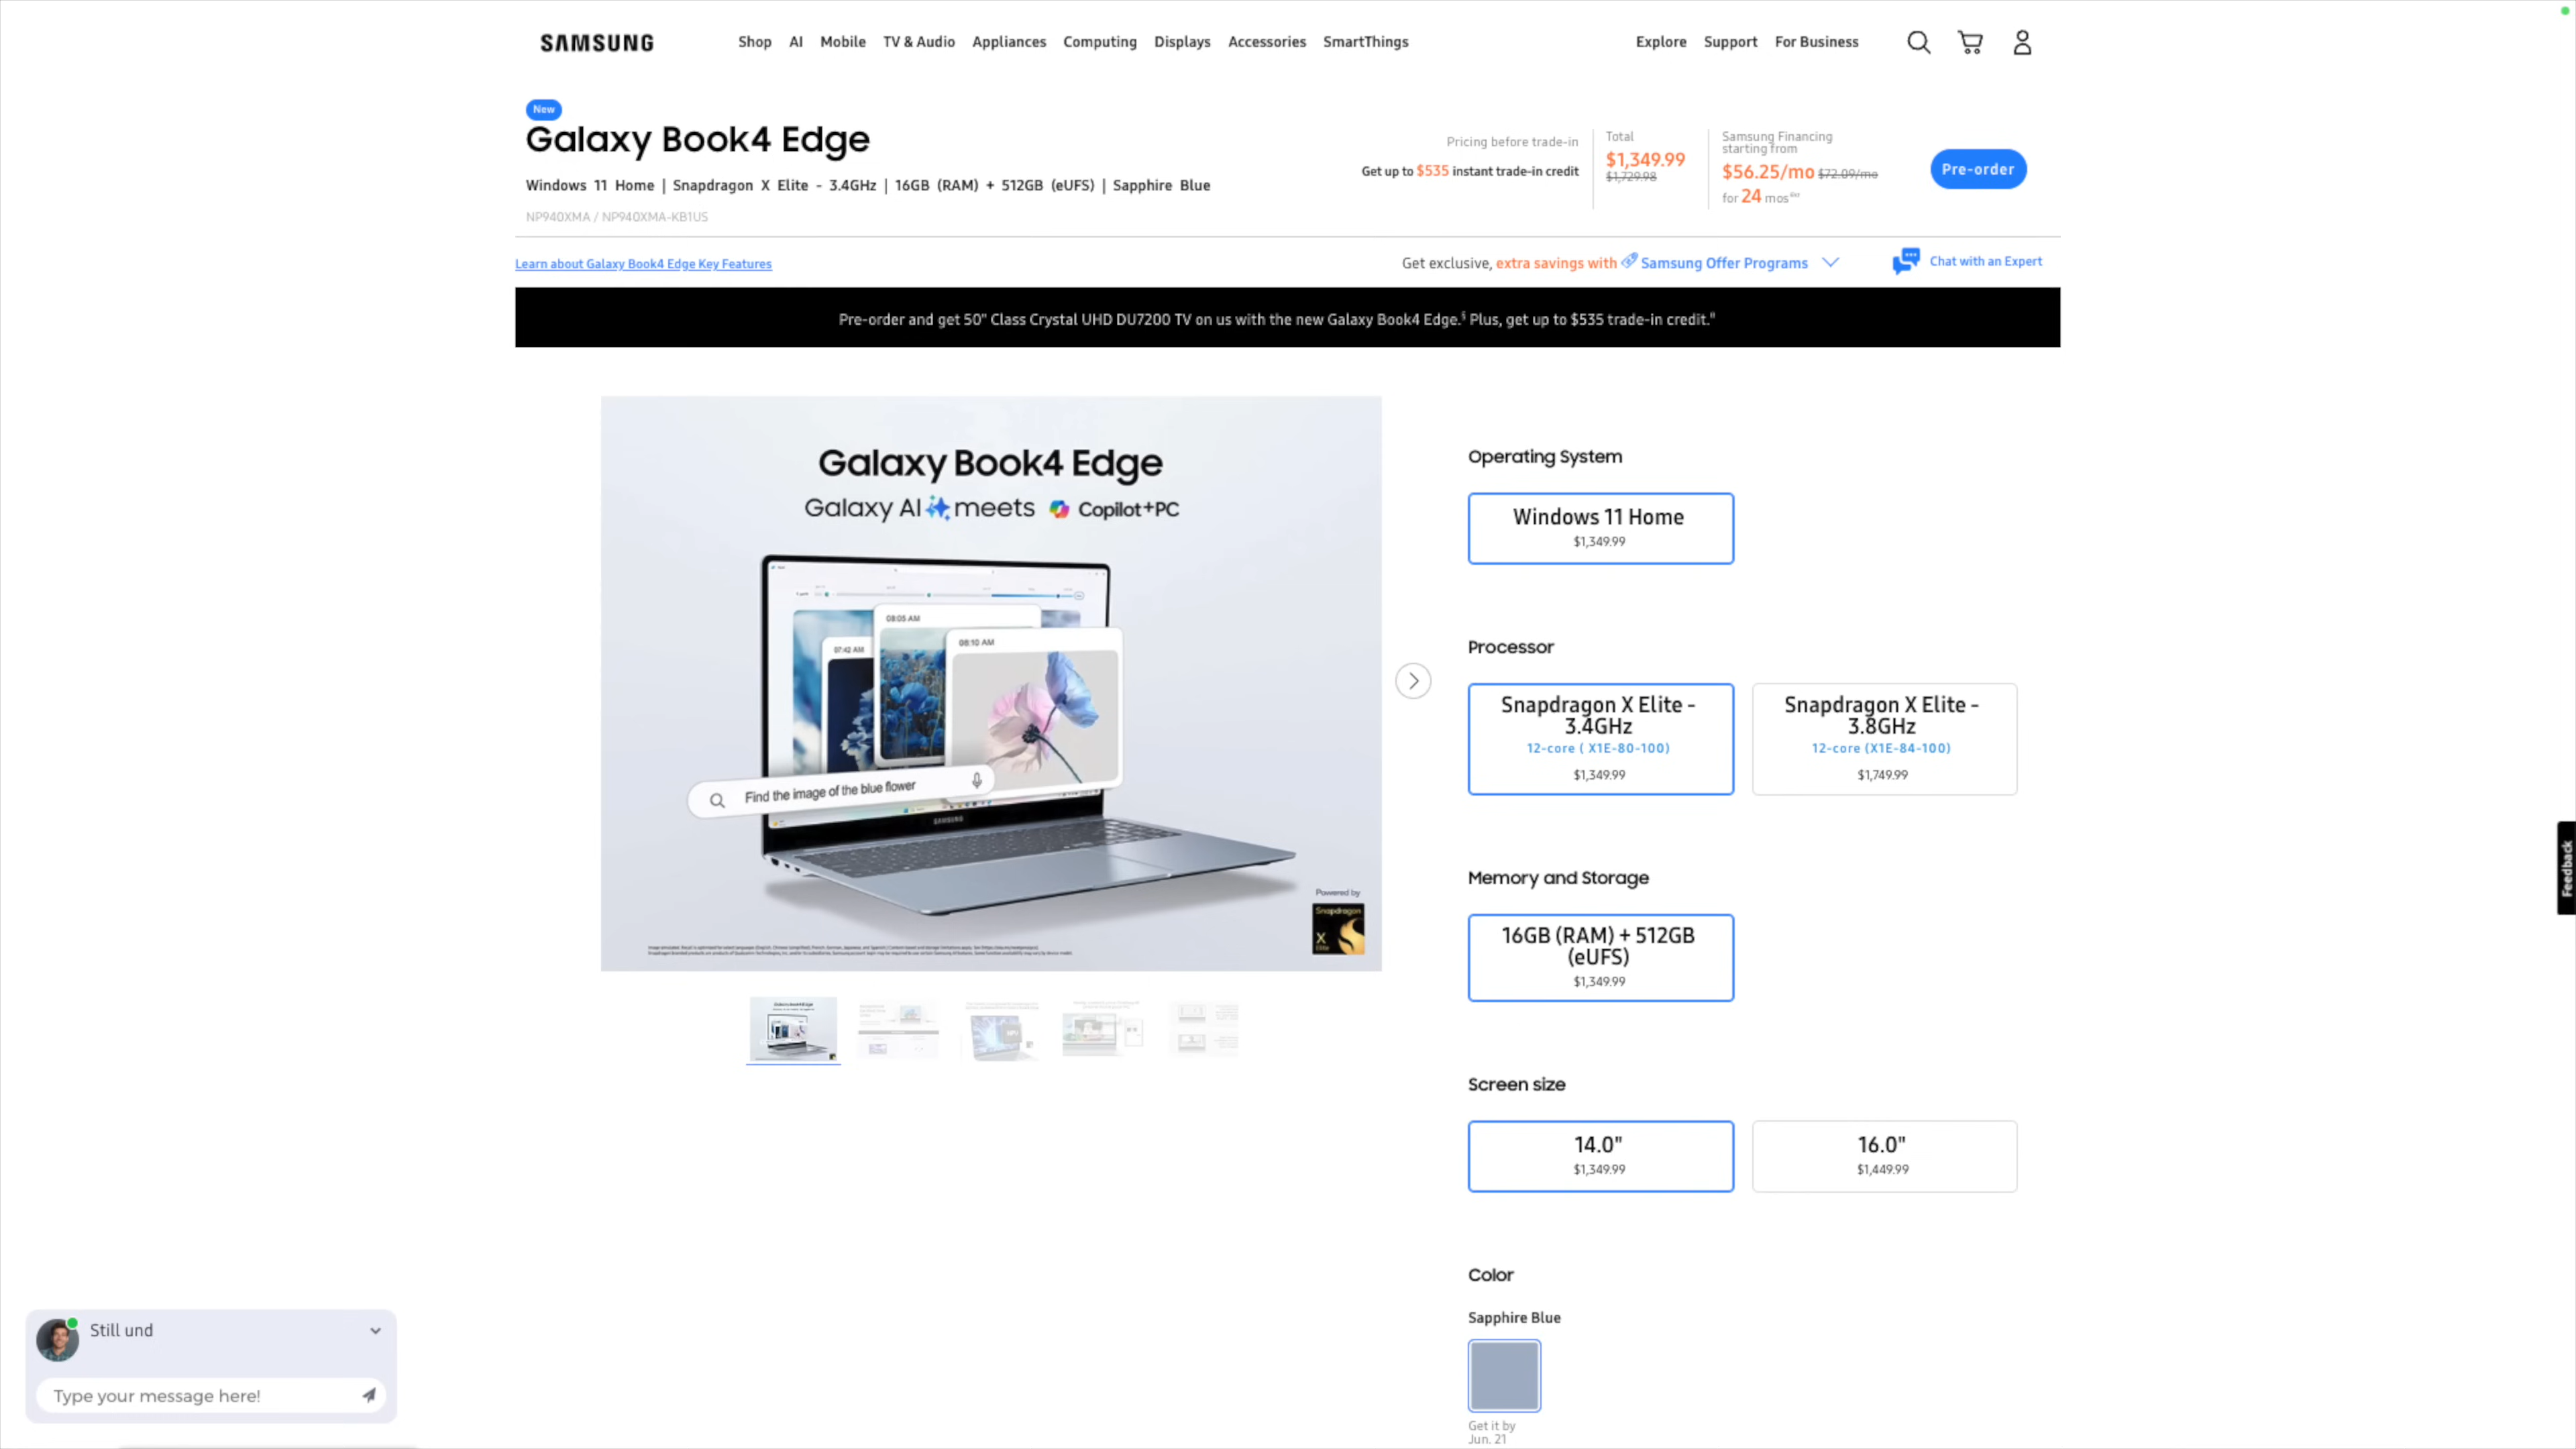 SAMSUNG
Shop AI Mobile TV & Audio Appliances Computing Displays Accessories SmartThings
Explore Support For Business
New
Galaxy Book4 Edge
Windows 11 Home | Snapdragon X Elite - 3.4GHz | 16GB (RAM) + 512GB (eUFS) | Sapphire Blue
NP940XMA / NP940XMA-KB1US
Pricing before trade-in
Get up to $535 instant trade-in credit
Total
$1,349.99
$1,729.98
Samsung Financing
starting from
$56.25/mo $72.09/mo
for 24 mos
Pre-order
Learn about Galaxy Book4 Edge Key Features
Get exclusive, extra savings with Samsung Offer Programs
Chat with an Expert
Pre-order and get 50" Class Crystal UHD DU7200 TV on us with the new Galaxy Book4 Edge.§ Plus, get up to $535 trade-in credit."
Galaxy Book4 Edge
Galaxy AI meets Copilot+PC
08:05 AM
08:10 AM
07:42 AM
Find the image of the blue flower
SAMSUNG
Powered by
Snapdragon
X
Elite
Operating System
Windows 11 Home
$1,349.99
Processor
Snapdragon X Elite -
3.4GHz
12-core ( X1E-80-100)
$1,349.99
Snapdragon X Elite -
3.8GHz
12-core (X1E-84-100)
$1,749.99
Memory and Storage
16GB (RAM) + 512GB
(eUFS)
$1,349.99
Screen size
14.0"
$1,349.99
16.0"
$1,449.99
Color
Sapphire Blue
Get it by
Jun. 21
Feedback
Still und
Type your message here!